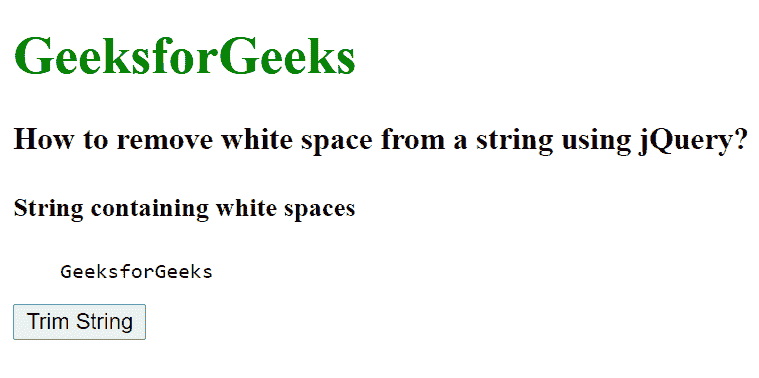 GeeksforGeeks
How to remove white space from a string using jQuery?
String containing white spaces
GeeksforGeeks
Trim String